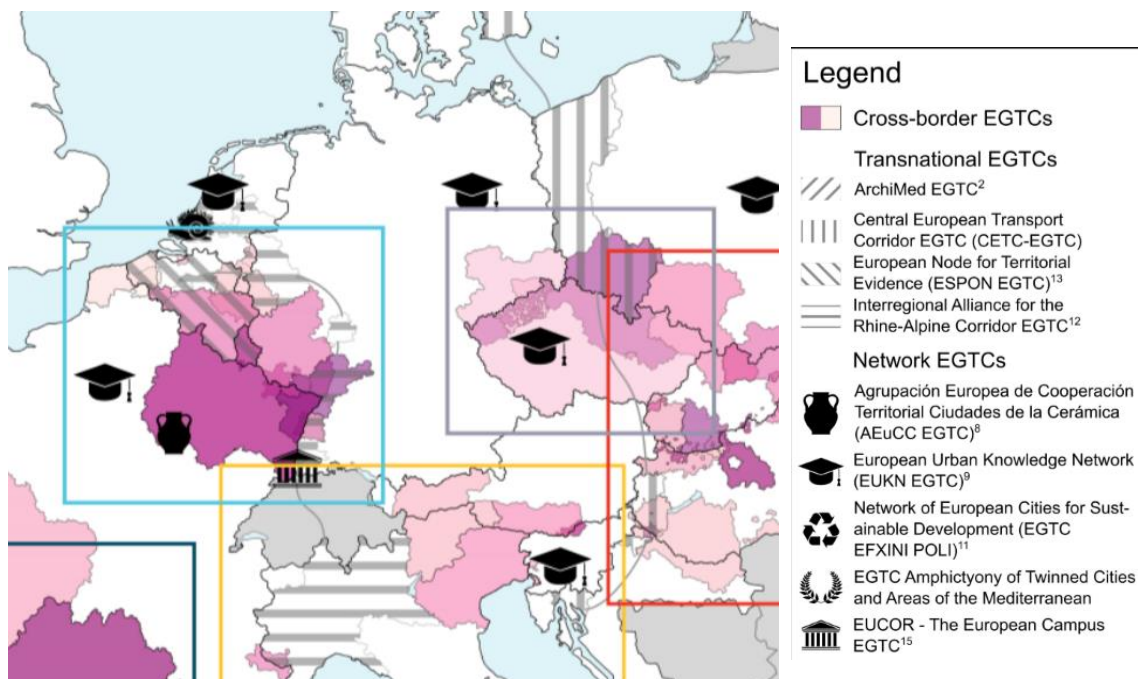 Legend
Cross-border EGTCs
Transnational EGTCs
ArchiMed EGTC²
Central European Transport
Corridor EGTC (CETC-EGTC)
European Node for Territorial
Evidence (ESPON EGTC)¹³
Interregional Alliance for the
Rhine-Alpine Corridor EGTC¹²
Network EGTCs
Agrupación Europea de Cooperación
Territorial Ciudades de la Cerámica
(AEuCC EGTC)⁸
European Urban Knowledge Network
(EUKN EGTC)⁹
Network of European Cities for Sust-
ainable Development (EGTC
EFXINI POLI)¹¹
EGTC Amphictyony of Twinned Cities
and Areas of the Mediterranean
EUCOR - The European Campus
EGTC¹⁵